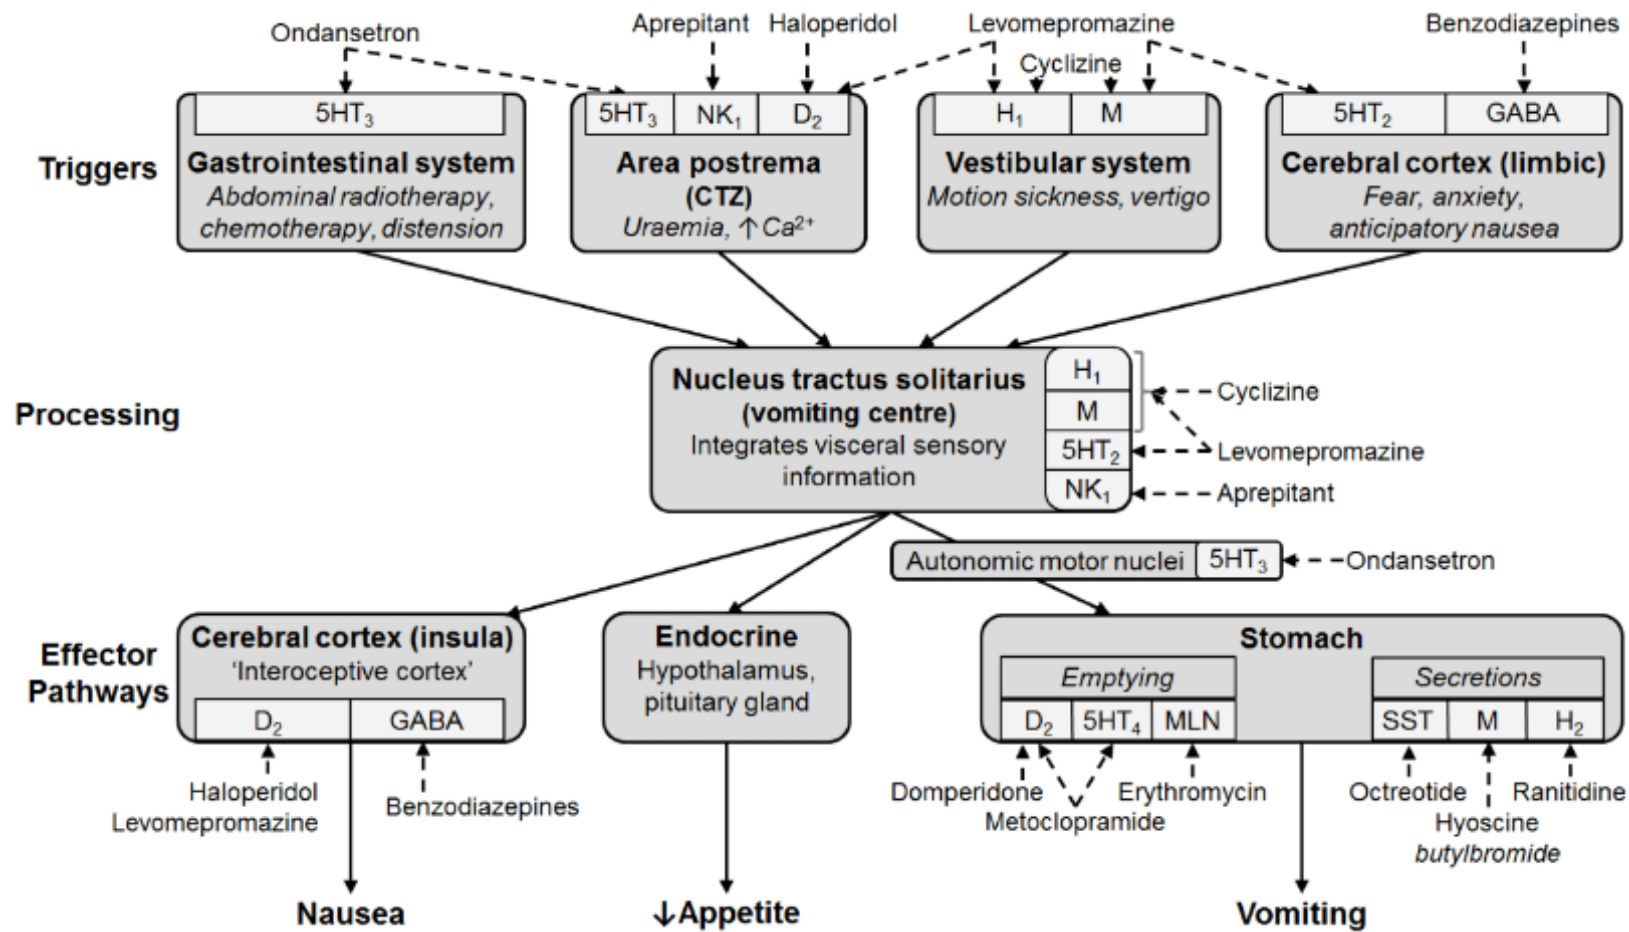 Ondansetron
Aprepitant
Haloperidol
Levomepromazine
Cyclizine
Benzodiazepines
Triggers
5HT₃
Gastrointestinal system
Abdominal radiotherapy,
chemotherapy, distension
5HT₃ NK₁ D₂
Area postrema
(CTZ)
Uraemia, ↑Ca²⁺
H₁ M
Vestibular system
Motion sickness, vertigo
5HT₂ GABA
Cerebral cortex (limbic)
Fear, anxiety,
anticipatory nausea
Processing
Nucleus tractus solitarius
(vomiting centre)
Integrates visceral sensory
information
H₁
M
5HT₂
NK₁
Cyclizine
Levomepromazine
Aprepitant
Autonomic motor nuclei 5HT₃
Ondansetron
Effector
Pathways
Cerebral cortex (insula)
'Interoceptive cortex'
D₂ GABA
Haloperidol
Levomepromazine
Benzodiazepines
Nausea
Endocrine
Hypothalamus,
pituitary gland
↓Appetite
Stomach
Emptying
D₂ 5HT₄ MLN
Secretions
SST M H₂
Domperidone
Metoclopramide
Erythromycin
Octreotide
Hyoscine
butylbromide
Ranitidine
Vomiting